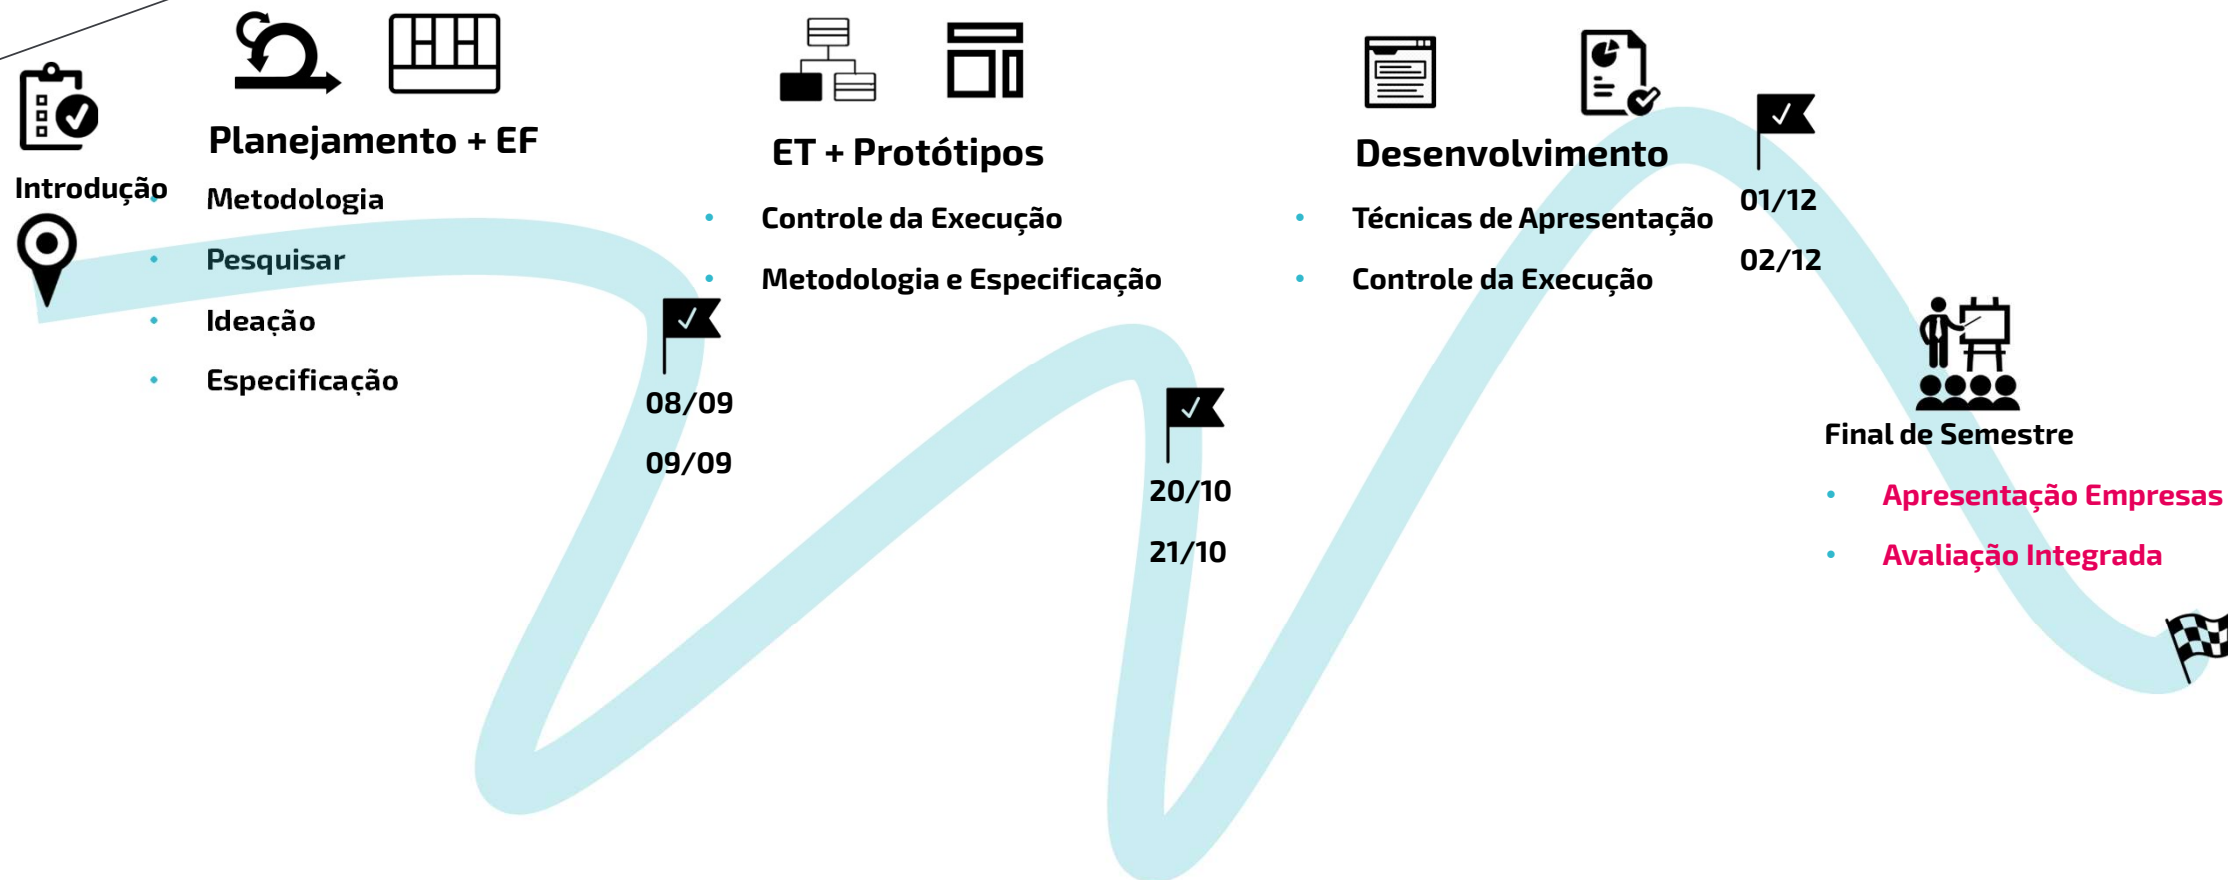 Introdução
Planejamento + EF
• Metodologia
• Pesquisar
• Ideação
• Especificação
08/09
09/09
ET + Protótipos
• Controle da Execução
• Metodologia e Especificação
20/10
21/10
Desenvolvimento
• Técnicas de Apresentação
• Controle da Execução
01/12
02/12
Final de Semestre
• Apresentação Empresas
• Avaliação Integrada